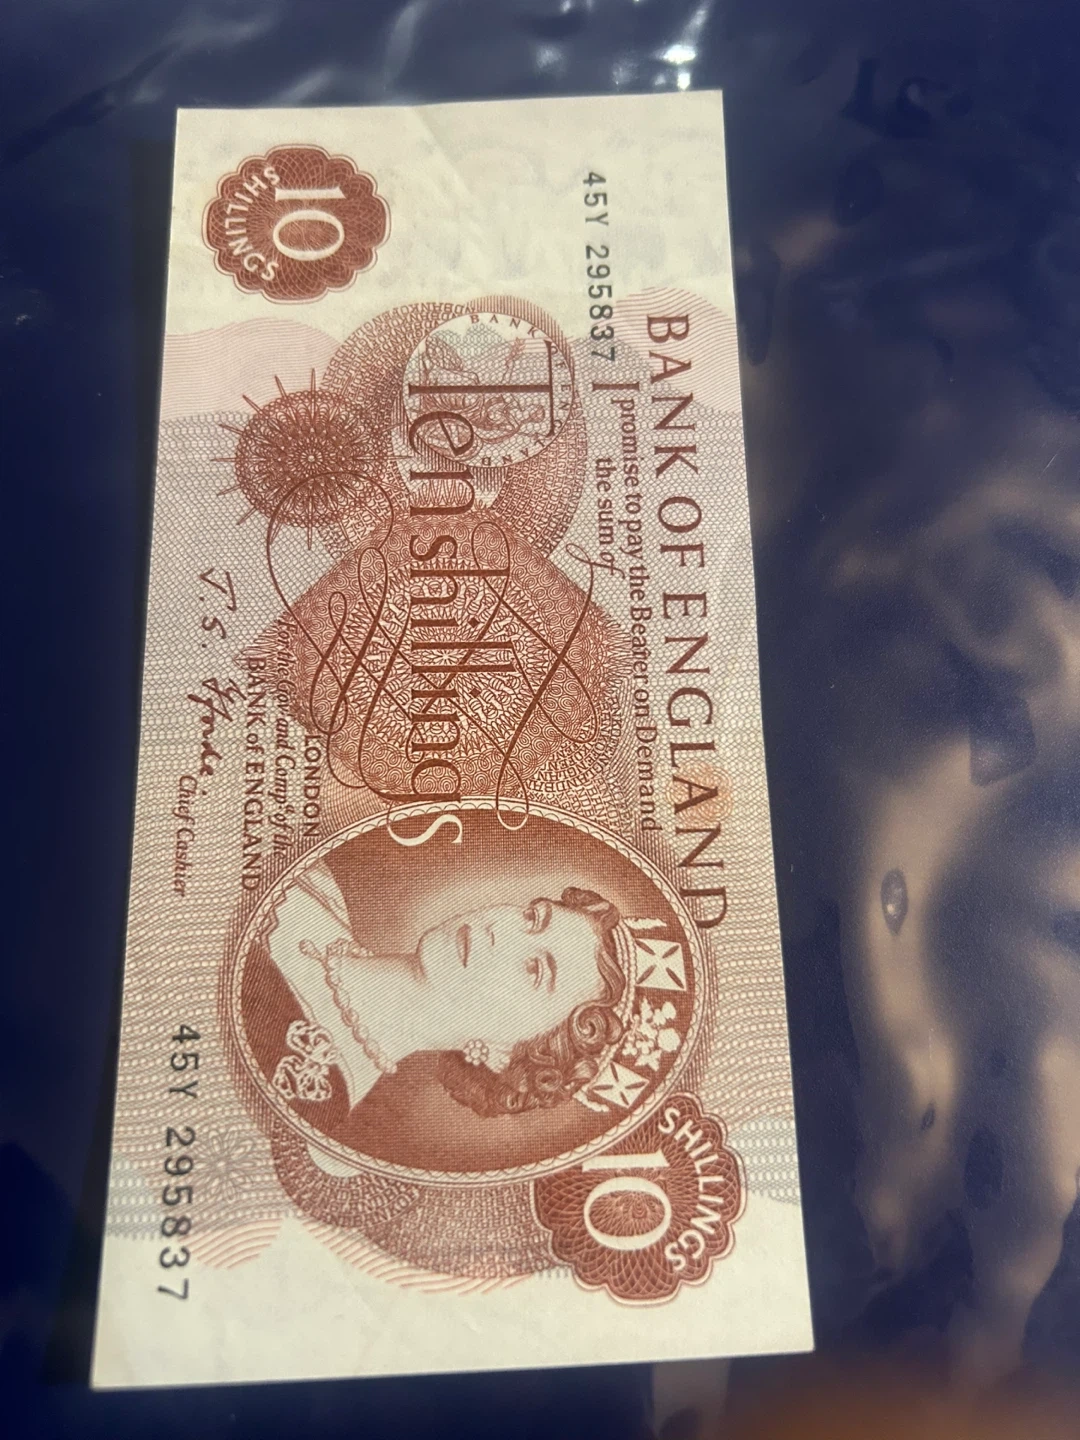 45Y 295837
BANK OF ENGLAND
I promise to pay the Bearer on Demand
the sum of
Ten shillings
LONDON
For the Govr and Compa of the
BANK of ENGLAND
J.S. Fforde
Chief Cashier
10
SHILLINGS
SHILLINGS
10
45Y 295837